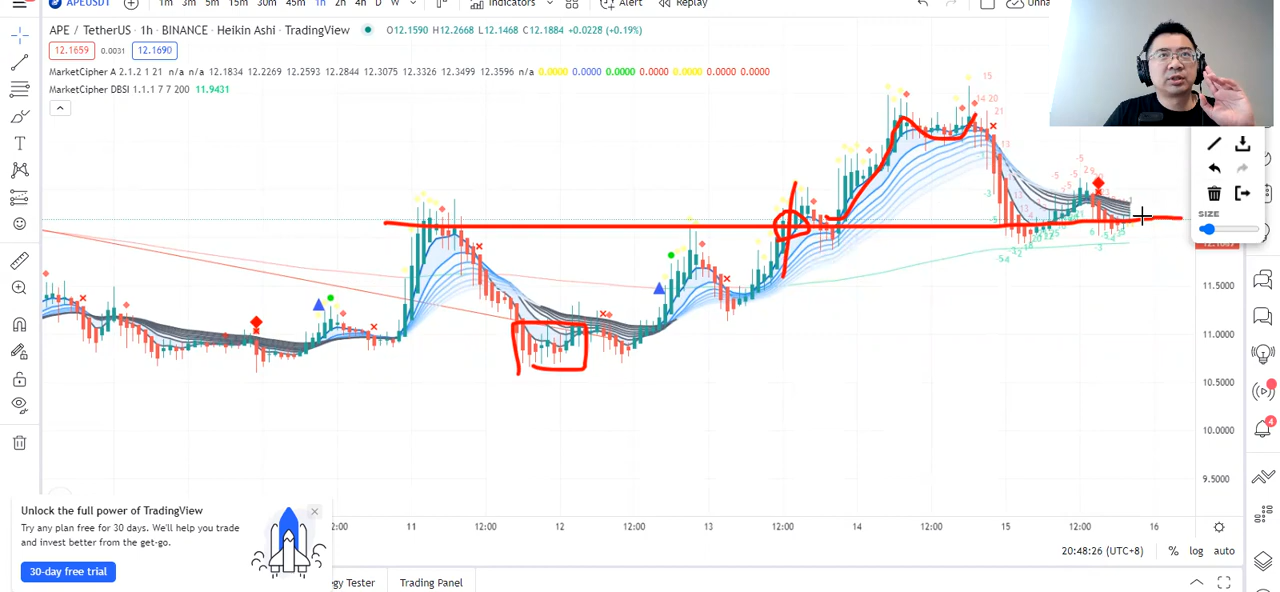 APEUSDT 1m 3m 5m 15m 30m 45m 1h 2h 4h D W Indicators Alert Replay Unna
APE / TetherUS · 1h · BINANCE · Heikin Ashi · TradingView O12.1590 H12.2668 L12.1468 C12.1884 +0.0228 (+0.19%)
12.1659 0.0031 12.1690
MarketCipher A 2.1.2 1 21 n/a n/a 12.1834 12.2269 12.2593 12.2844 12.3075 12.3326 12.3499 12.3596 n/a 0.0000 0.0000 0.0000 0.0000 0.0000 0.0000 0.0000
MarketCipher DBSI 1.1.1 7 7 200 11.9431
15
14 20
21
13
SIZE
11.5000
11.0000
10.5000
10.0000
9.5000
4
Unlock the full power of TradingView
Try any plan free for 30 days. We'll help you trade
and invest better from the get-go.
30-day free trial
:00 11 12:00 12 12:00 13 12:00 14 12:00 15 12:00 16
20:48:26 (UTC+8) % log auto
egy Tester Trading Panel